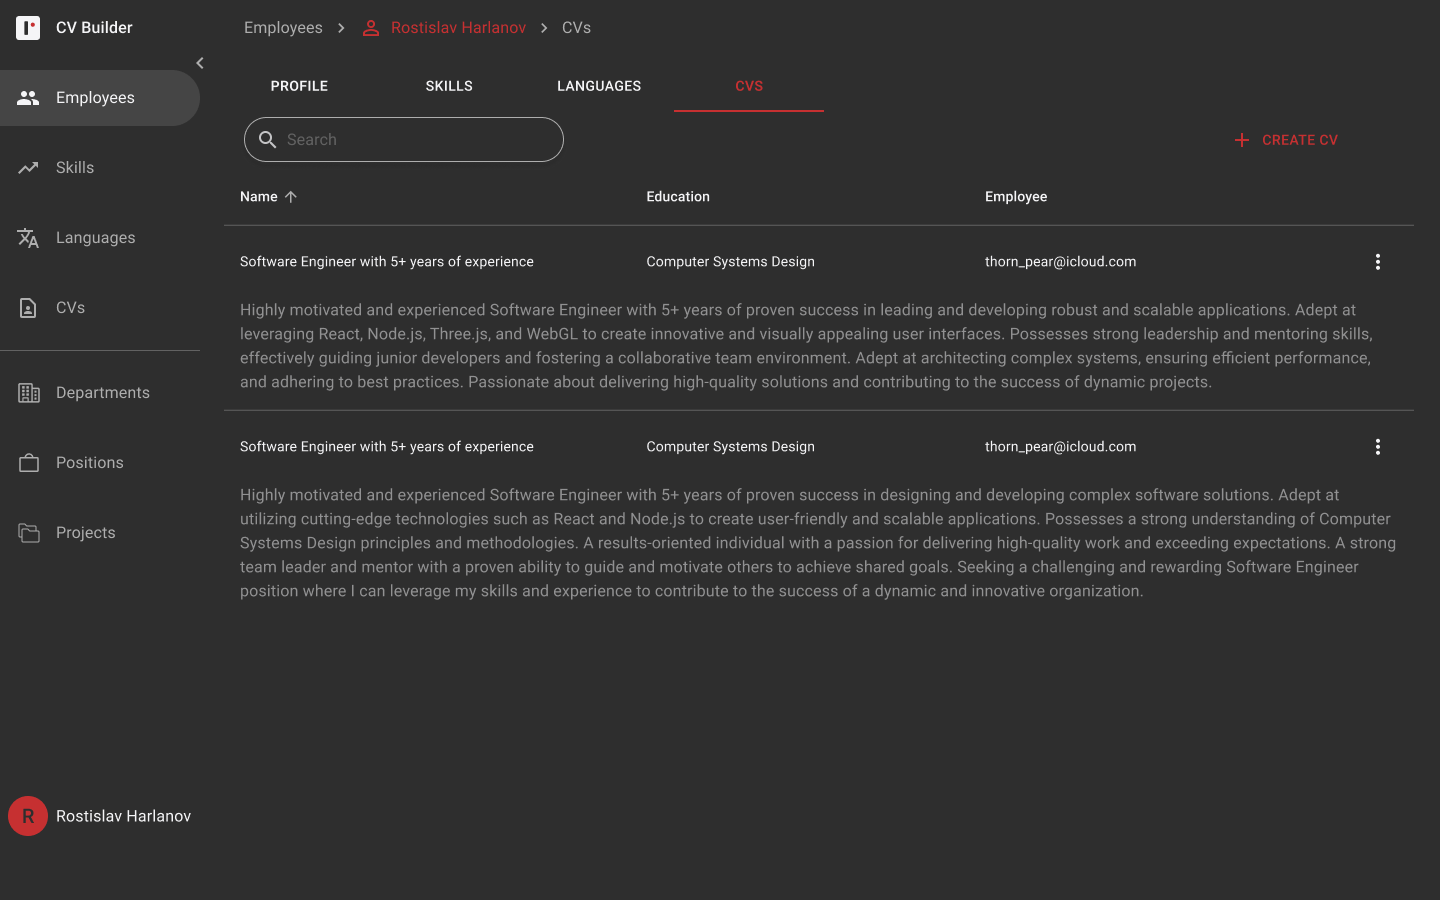 CV Builder
Employees
Skills
Languages
CVs
Departments
Positions
Projects
R
Rostislav Harlanov
Employees
Rostislav Harlanov
CVs
PROFILE
SKILLS
LANGUAGES
CVS
Search
CREATE CV
Name
Education
Employee
Software Engineer with 5+ years of experience
Computer Systems Design
thorn_pear@icloud.com
Highly motivated and experienced Software Engineer with 5+ years of proven success in leading and developing robust and scalable applications. Adept at
leveraging React, Node.js, Three.js, and WebGL to create innovative and visually appealing user interfaces. Possesses strong leadership and mentoring skills,
effectively guiding junior developers and fostering a collaborative team environment. Adept at architecting complex systems, ensuring efficient performance,
and adhering to best practices. Passionate about delivering high-quality solutions and contributing to the success of dynamic projects.
Software Engineer with 5+ years of experience
Computer Systems Design
thorn_pear@icloud.com
Highly motivated and experienced Software Engineer with 5+ years of proven success in designing and developing complex software solutions. Adept at
utilizing cutting-edge technologies such as React and Node.js to create user-friendly and scalable applications. Possesses a strong understanding of Computer
Systems Design principles and methodologies. A results-oriented individual with a passion for delivering high-quality work and exceeding expectations. A strong
team leader and mentor with a proven ability to guide and motivate others to achieve shared goals. Seeking a challenging and rewarding Software Engineer
position where I can leverage my skills and experience to contribute to the success of a dynamic and innovative organization.